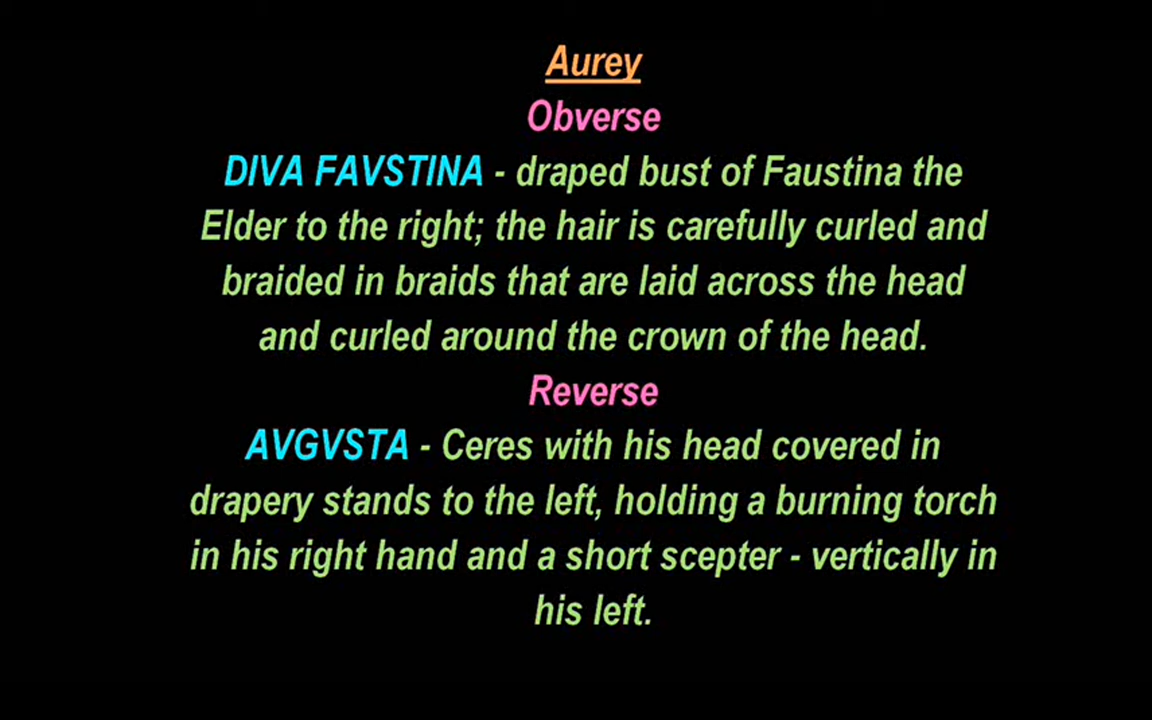 Aurey
Obverse
DIVA FAVSTINA - draped bust of Faustina the
Elder to the right; the hair is carefully curled and
braided in braids that are laid across the head
and curled around the crown of the head.
Reverse
AVGVSTA - Ceres with his head covered in
drapery stands to the left, holding a burning torch
in his right hand and a short scepter - vertically in
his left.